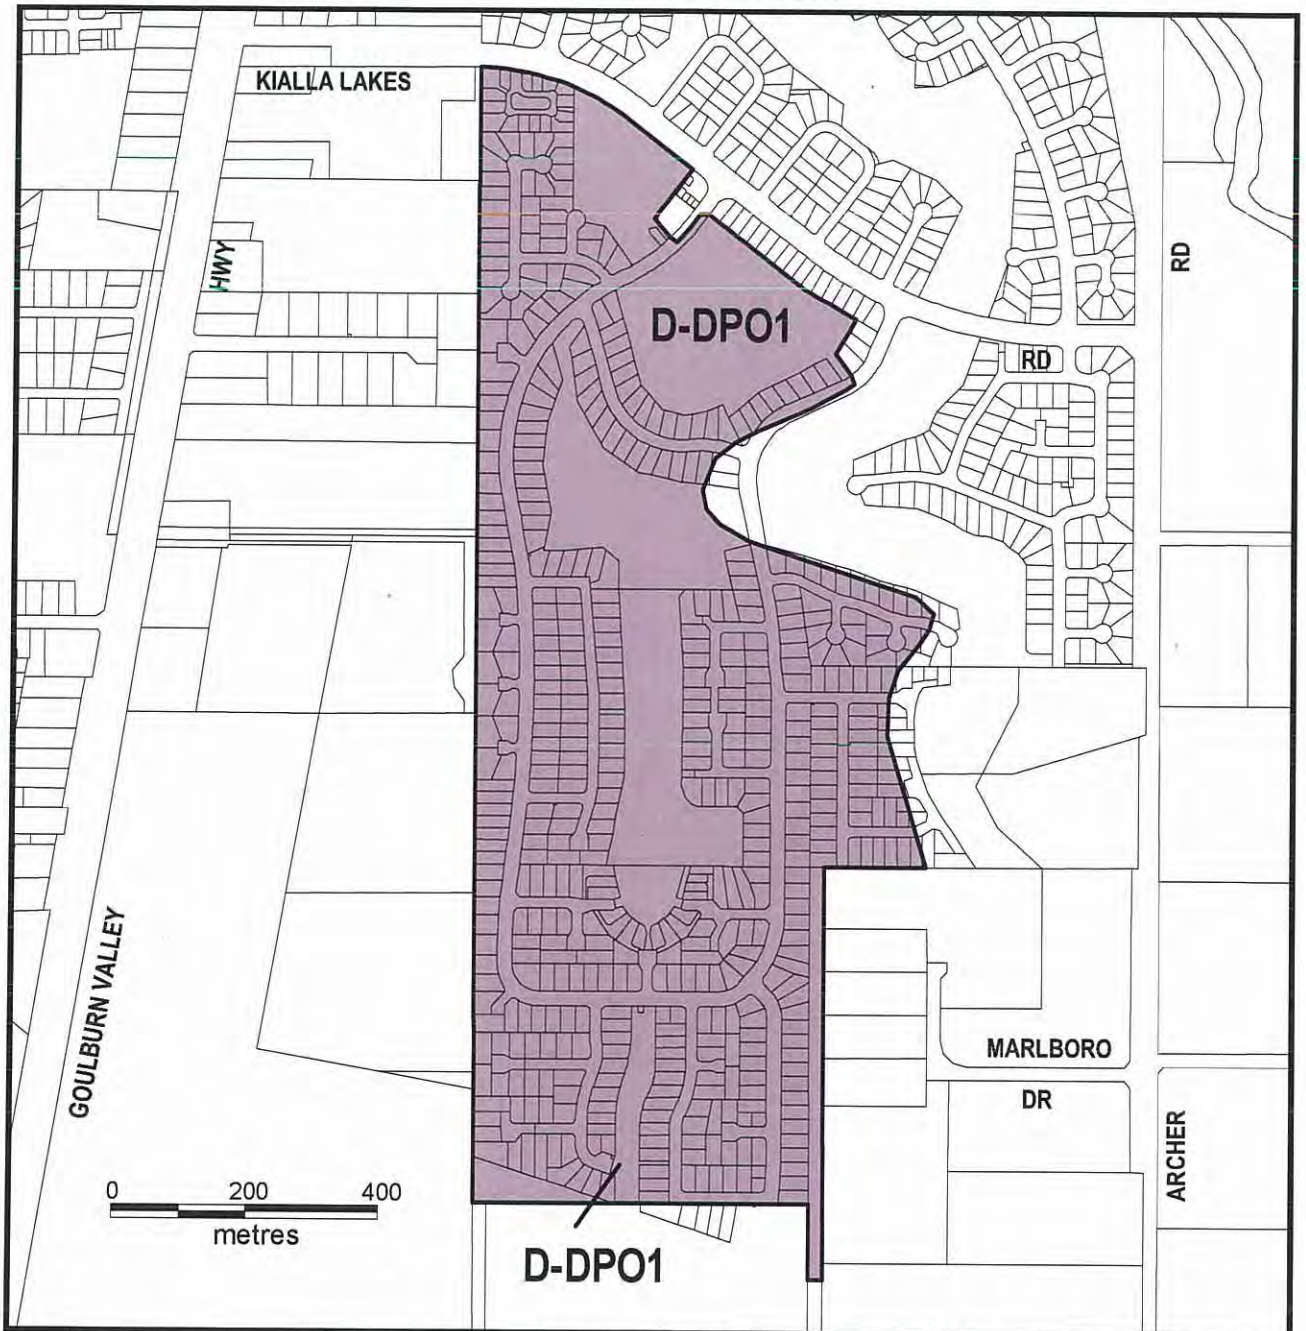 KIALLA LAKES
HWY
RD
D-DPO1
RD
GOULBURN VALLEY
MARLBORO
DR
ARCHER
0 200 400
metres
D-DPO1